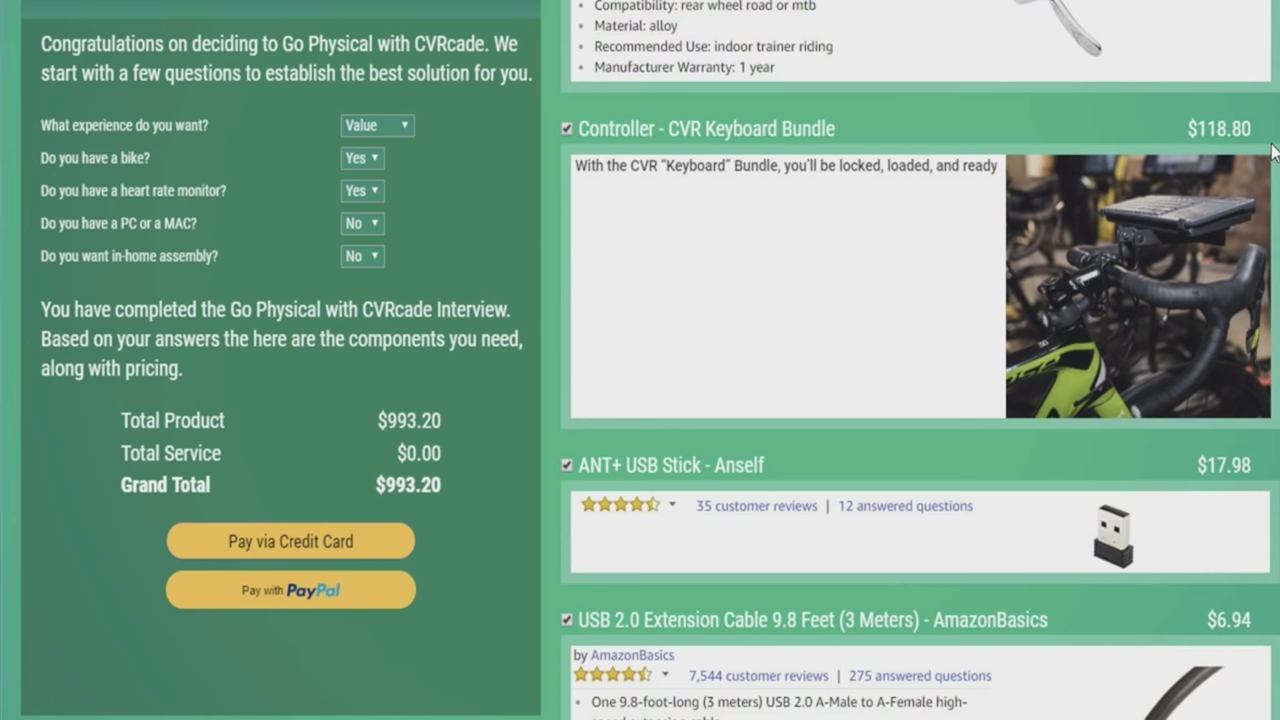 Congratulations on deciding to Go Physical with CVRcade. We
start with a few questions to establish the best solution for you.
What experience do you want? Value
Do you have a bike? Yes
Do you have a heart rate monitor? Yes
Do you have a PC or a MAC? No
Do you want in-home assembly? No
You have completed the Go Physical with CVRcade Interview.
Based on your answers the here are the components you need,
along with pricing.
Total Product $993.20
Total Service $0.00
Grand Total $993.20
Pay via Credit Card
Pay with PayPal
Compatibility: rear wheel road or mtb
Material: alloy
Recommended Use: indoor trainer riding
Manufacturer Warranty: 1 year
Controller - CVR Keyboard Bundle $118.80
With the CVR "Keyboard" Bundle, you'll be locked, loaded, and ready
ANT+ USB Stick - Anself $17.98
35 customer reviews | 12 answered questions
USB 2.0 Extension Cable 9.8 Feet (3 Meters) - AmazonBasics $6.94
by AmazonBasics
7,544 customer reviews | 275 answered questions
One 9.8-foot-long (3 meters) USB 2.0 A-Male to A-Female high-